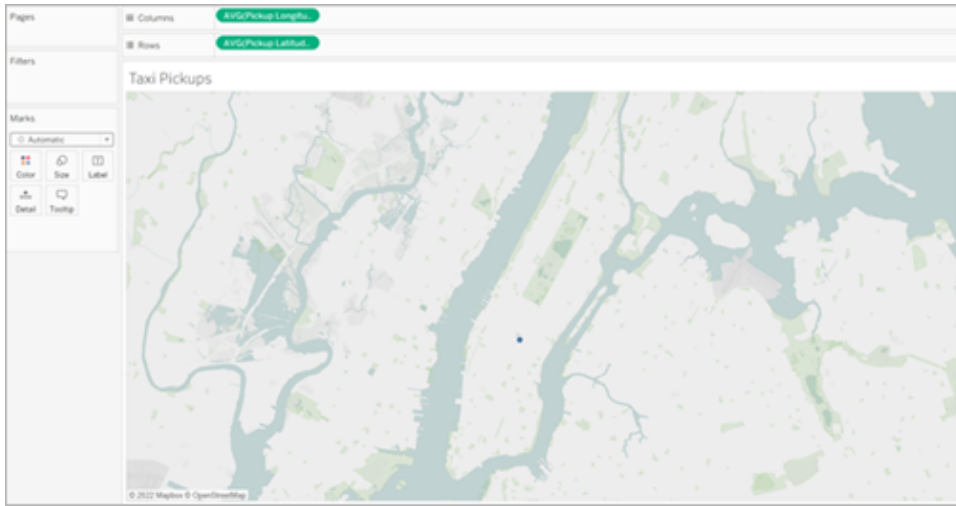 Pages
Columns
AVG(Pickup Longitu..
Rows
AVG(Pickup Latitud..
Filters
Taxi Pickups
Marks
Automatic
Color Size Label
Detail Tooltip
© 2022 Mapbox © OpenStreetMap